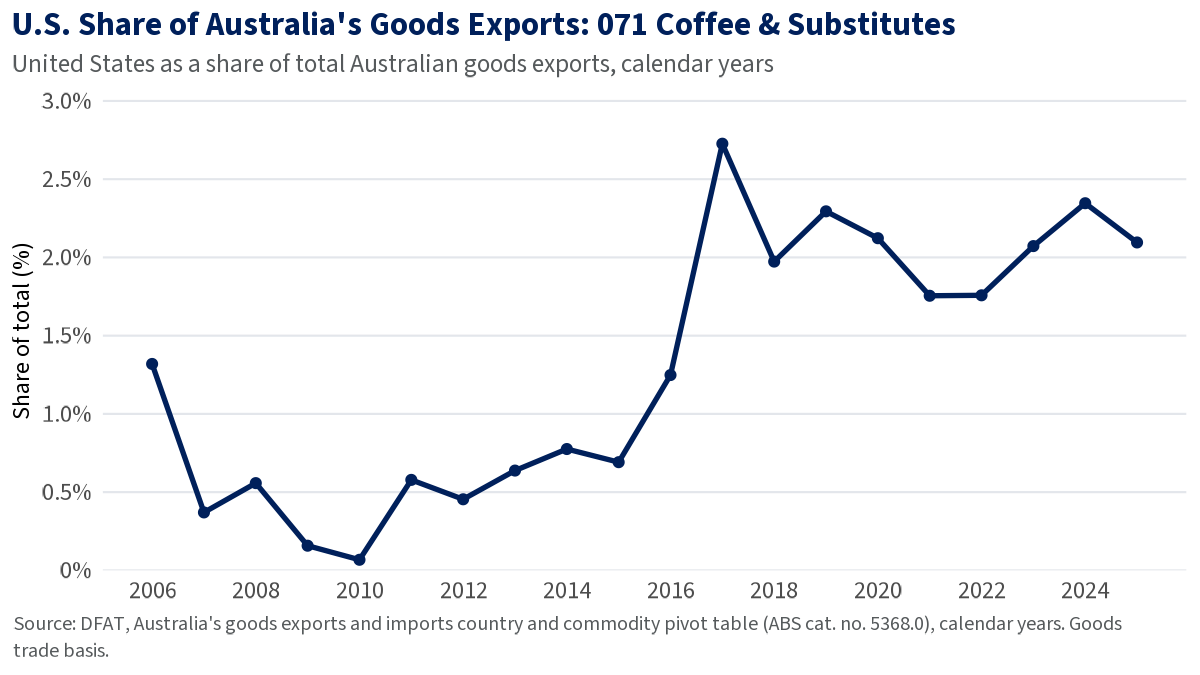 U.S. Share of Australia's Goods Exports: 071 Coffee & Substitutes
United States as a share of total Australian goods exports, calendar years
Share of total (%)
3.0%
2.5%
2.0%
1.5%
1.0%
0.5%
0%
2006 2008 2010 2012 2014 2016 2018 2020 2022 2024
Source: DFAT, Australia's goods exports and imports country and commodity pivot table (ABS cat. no. 5368.0), calendar years. Goods
trade basis.